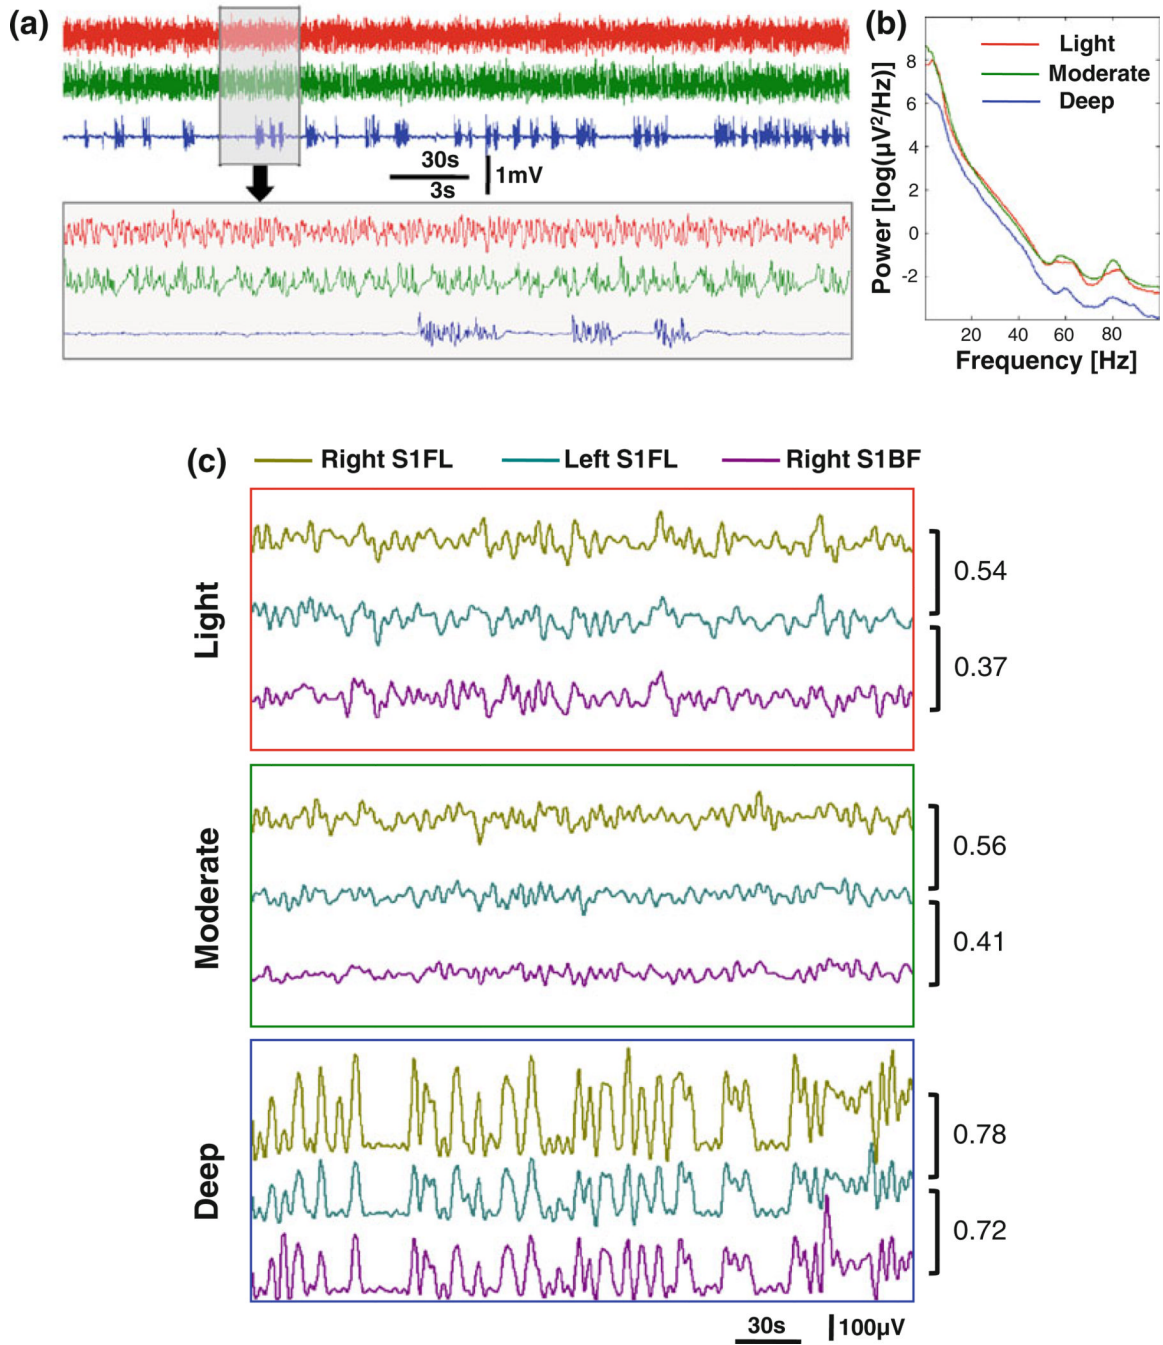 (a)
30s
3s
1mV
(b)
Light
Moderate
Deep
8
6
4
2
0
-2
Power [log(µV²/Hz)]
20 40 60 80
Frequency [Hz]
(c)
Right S1FL Left S1FL Right S1BF
Light
0.54
0.37
Moderate
0.56
0.41
Deep
0.78
0.72
30s
100µV